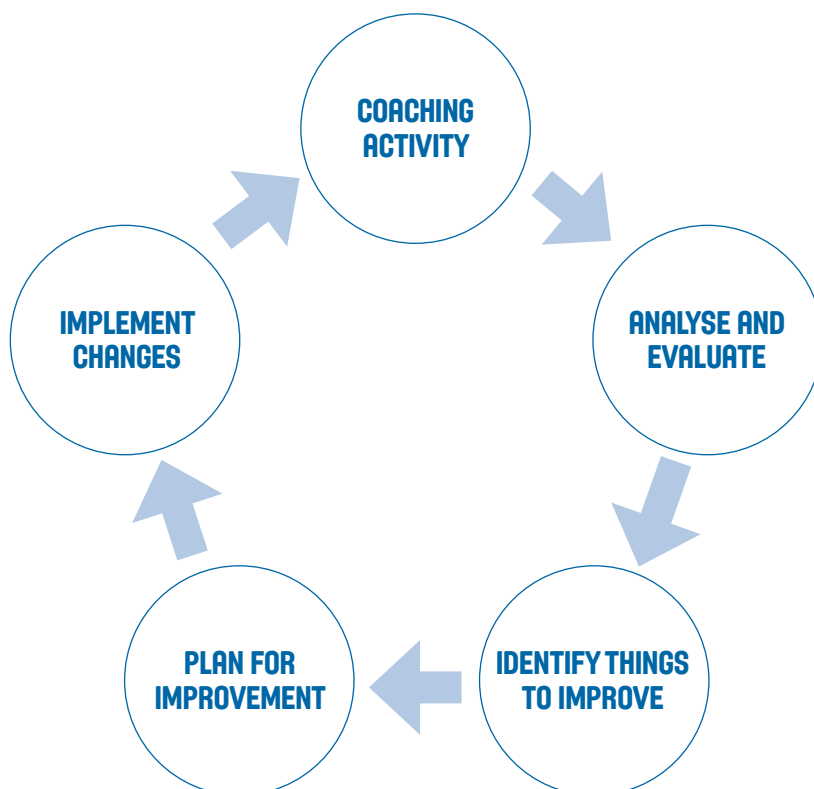 COACHING
ACTIVITY
ANALYSE AND
EVALUATE
IDENTIFY THINGS
TO IMPROVE
PLAN FOR
IMPROVEMENT
IMPLEMENT
CHANGES